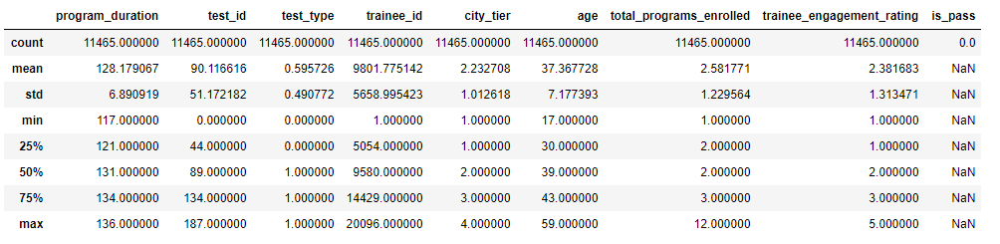 program_duration test_id test_type trainee_id city_tier age total_programs_enrolled trainee_engagement_rating is_pass
count 11465.000000 11465.000000 11465.000000 11465.000000 11465.000000 11465.000000 11465.000000 11465.000000 0.0
mean 128.179067 90.116616 0.595726 9801.775142 2.232708 37.367728 2.581771 2.381683 NaN
std 6.890919 51.172182 0.490772 5658.995423 1.012618 7.177393 1.229564 1.313471 NaN
min 117.000000 0.000000 0.000000 1.000000 1.000000 17.000000 1.000000 1.000000 NaN
25% 121.000000 44.000000 0.000000 5054.000000 1.000000 30.000000 2.000000 1.000000 NaN
50% 131.000000 89.000000 1.000000 9580.000000 2.000000 39.000000 2.000000 2.000000 NaN
75% 134.000000 134.000000 1.000000 14429.000000 3.000000 43.000000 3.000000 3.000000 NaN
max 136.000000 187.000000 1.000000 20096.000000 4.000000 59.000000 12.000000 5.000000 NaN